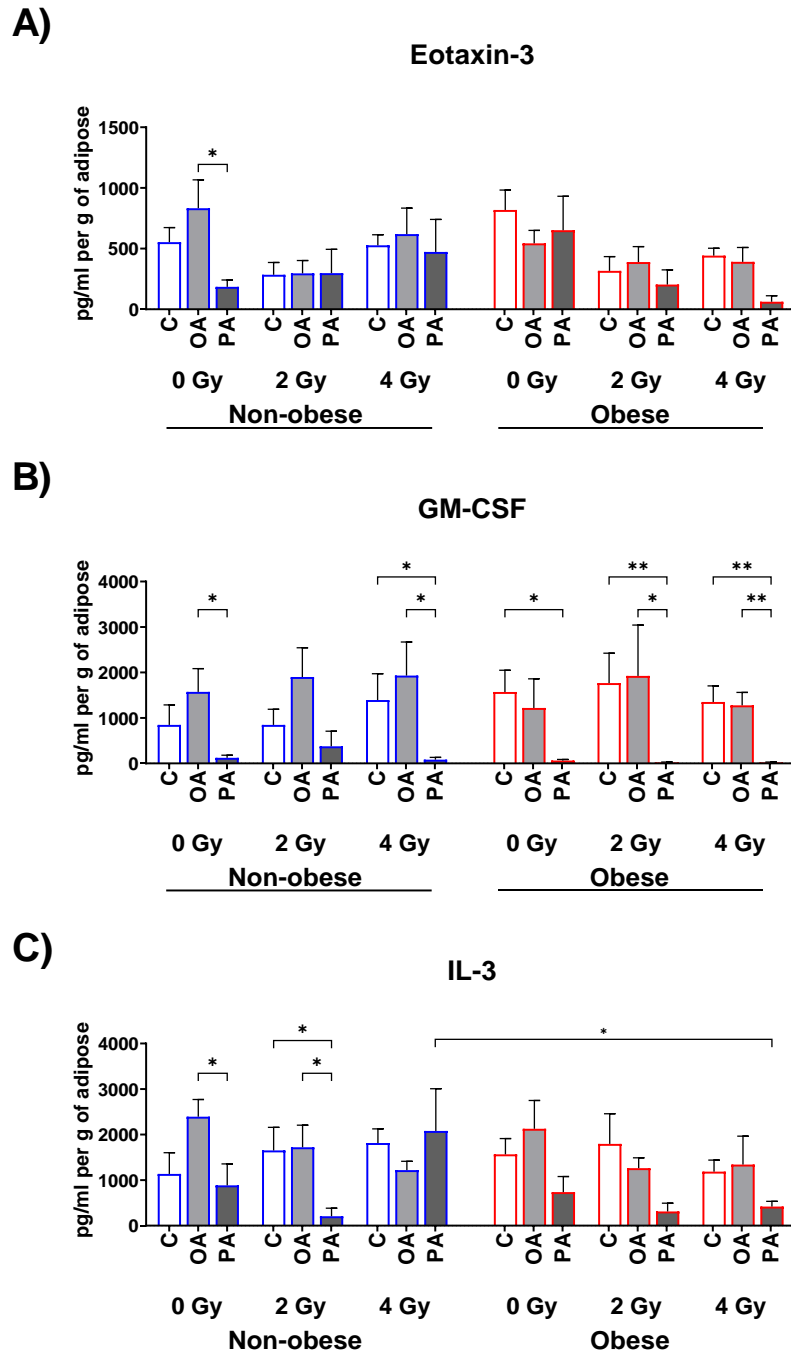 A)
Eotaxin-3
pg/ml per g of adipose
1500
1000
500
0
*
C OA PA C OA PA C OA PA C OA PA C OA PA C OA PA
0 Gy 2 Gy 4 Gy 0 Gy 2 Gy 4 Gy
Non-obese Obese
B)
GM-CSF
pg/ml per g of adipose
4000
3000
2000
1000
0
* ** **
* * * * **
C OA PA C OA PA C OA PA C OA PA C OA PA C OA PA
0 Gy 2 Gy 4 Gy 0 Gy 2 Gy 4 Gy
Non-obese Obese
C)
IL-3
pg/ml per g of adipose
4000
3000
2000
1000
0
* *
* *
C OA PA C OA PA C OA PA C OA PA C OA PA C OA PA
0 Gy 2 Gy 4 Gy 0 Gy 2 Gy 4 Gy
Non-obese Obese